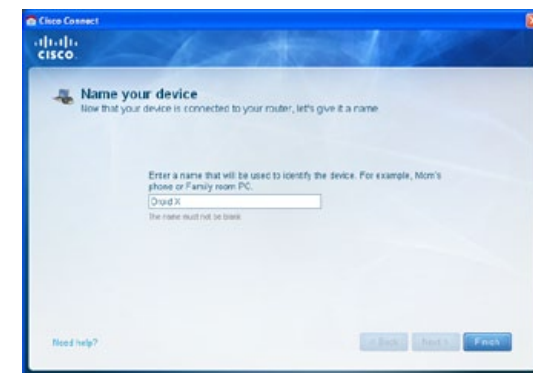 Cisco Connect
CISCO
Name your device
Now that your device is connected to your router, let's give it a name
Enter a name that will be used to identify the device. For example, Mom's
phone or Family room PC.
Droid X
The name must not be blank
Need help?
< Back Next > Finish